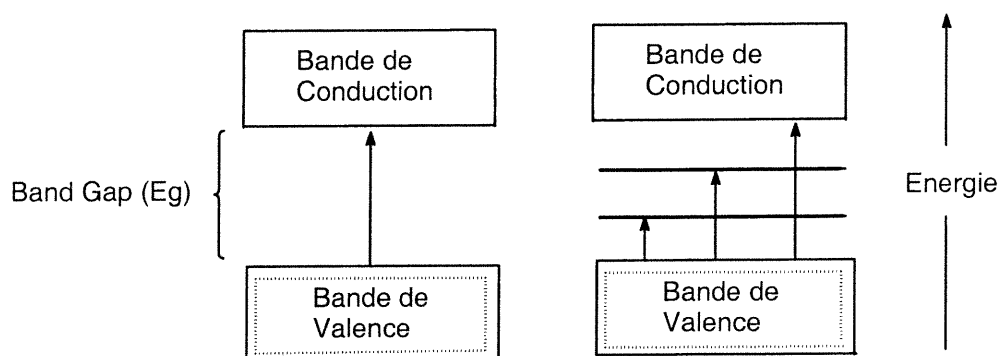 Bande de
Conduction
Bande de
Conduction
Band Gap (Eg)
Energie
Bande de
Valence
Bande de
Valence